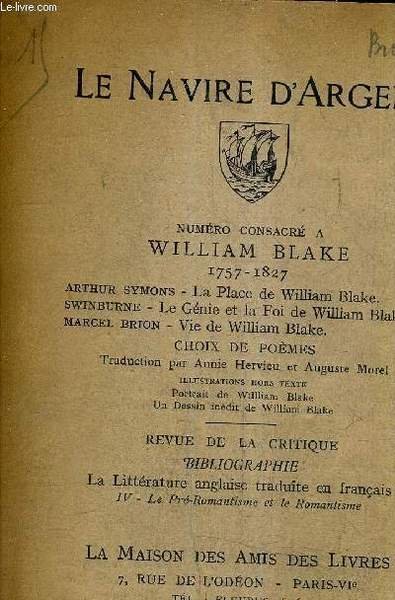 LE NAVIRE D'ARGE
NUMÉRO CONSACRÉ A
WILLIAM BLAKE
1757-1827
ARTHUR SYMONS - La Place de William Blake.
SWINBURNE - Le Génie et la Foi de William Bla
MARCEL BRION - Vie de William Blake.
CHOIX DE POÈMES
Traduction par Annie Hervieu et Auguste Morel
ILLUSTRATIONS HORS TEXTE
Portrait de William Blake
Un Dessin inédit de William Blake
REVUE DE LA CRITIQUE
BIBLIOGRAPHIE
La Littérature anglaise traduite en français
IV - Le Pré-Romantisme et le Romantisme
LA MAISON DES AMIS DES LIVRES
7, RUE DE L'ODÉON - PARIS-VIe